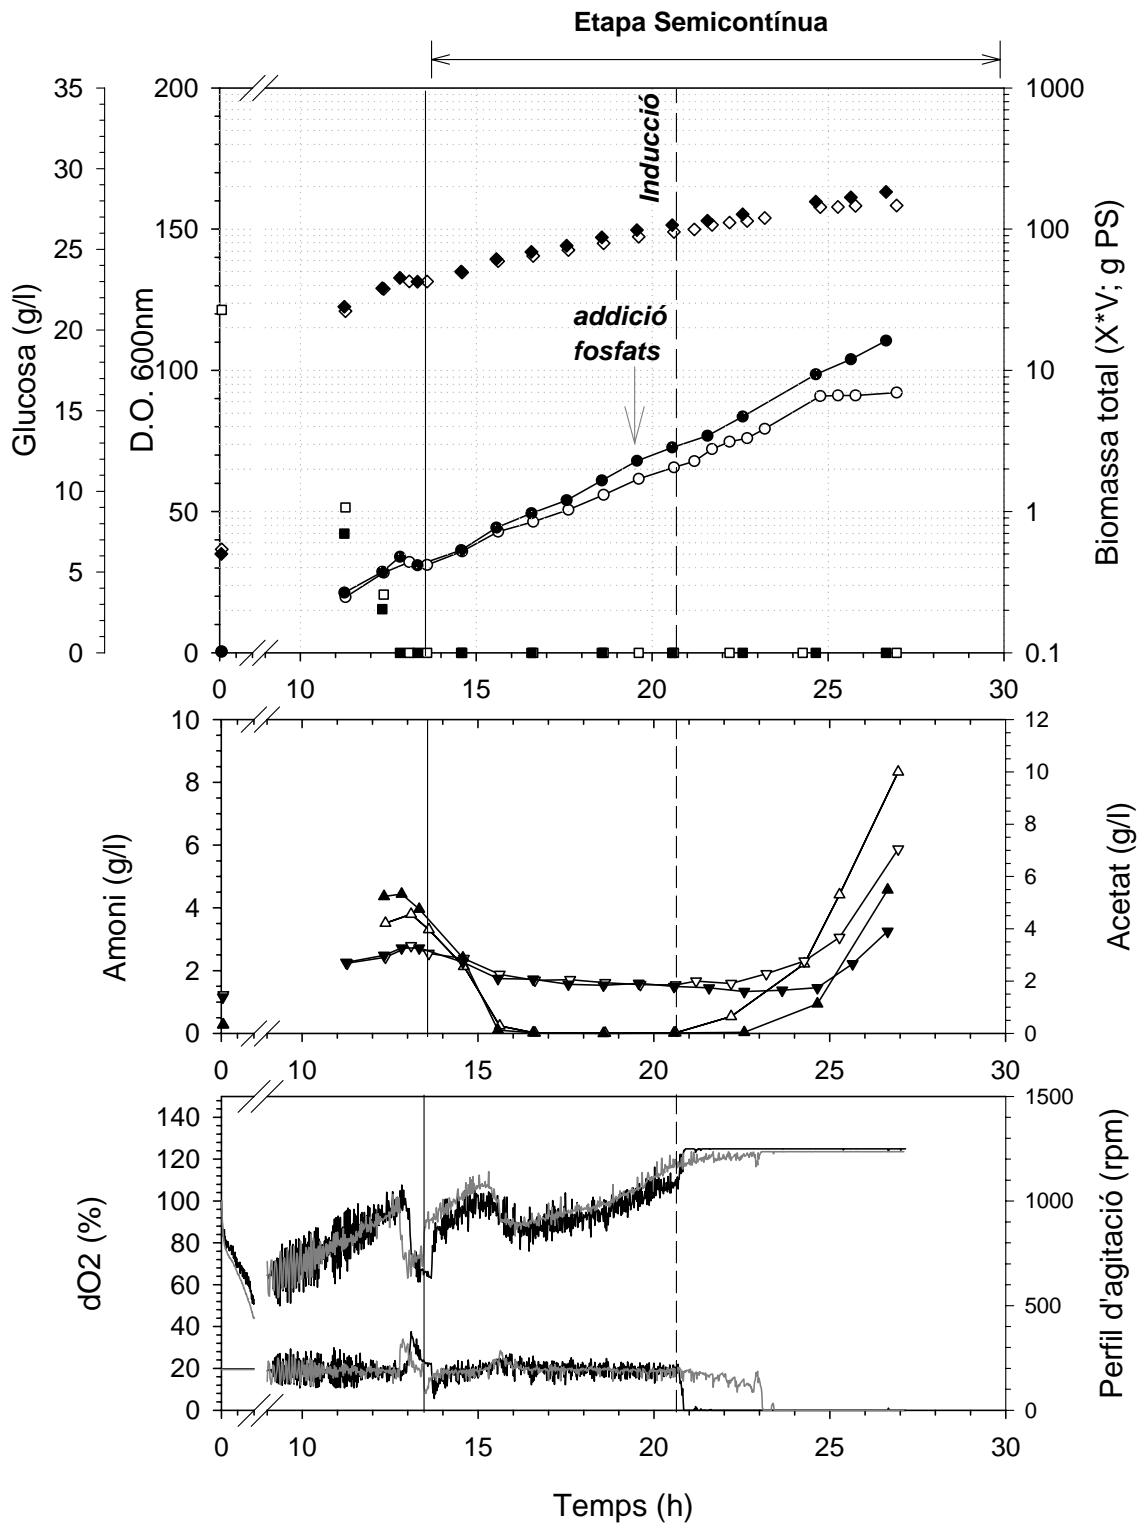 Etapa Semicontínua
35
30
25
20
15
10
5
0
Glucosa (g/l)
200
150
100
50
0
D.O. 600nm
Inducció
addició
fosfats
1000
100
10
1
0.1
Biomassa total (X*V; g PS)
0 10 15 20 25 30
10
8
6
4
2
0
Amoni (g/l)
12
10
8
6
4
2
0
Acetat (g/l)
0 10 15 20 25 30
140
120
100
80
60
40
20
0
dO2 (%)
1500
1000
500
0
Perfil d'agitació (rpm)
0 10 15 20 25 30
Temps (h)